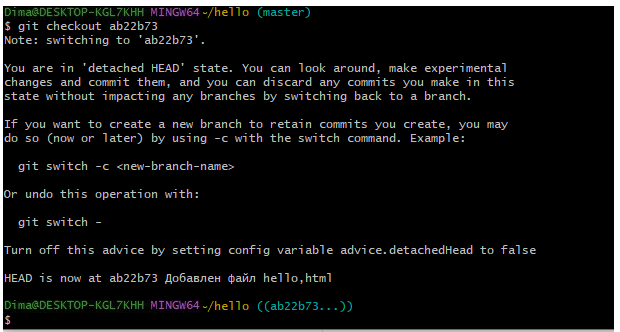 Dima@DESKTOP-KGL7KHH MINGW64 ~/hello (master)
$ git checkout ab22b73
Note: switching to 'ab22b73'.
You are in 'detached HEAD' state. You can look around, make experimental
changes and commit them, and you can discard any commits you make in this
state without impacting any branches by switching back to a branch.
If you want to create a new branch to retain commits you create, you may
do so (now or later) by using -c with the switch command. Example:
git switch -c <new-branch-name>
Or undo this operation with:
git switch -
Turn off this advice by setting config variable advice.detachedHead to false
HEAD is now at ab22b73 Добавлен файл hello,html
Dima@DESKTOP-KGL7KHH MINGW64 ~/hello ((ab22b73...))
$